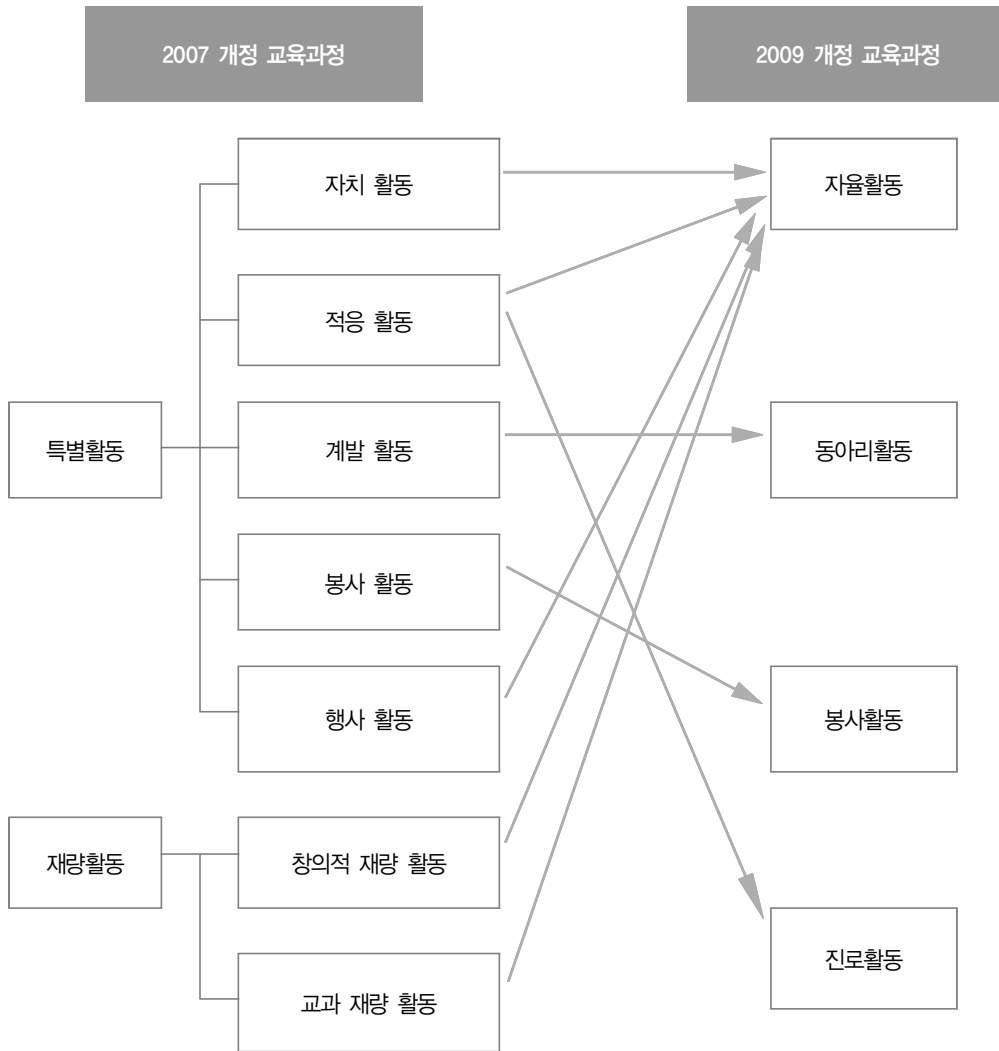 2007 개정 교육과정
2009 개정 교육과정
자치 활동
자율활동
적응 활동
특별활동
계발 활동
동아리활동
봉사 활동
행사 활동
봉사활동
재량활동
창의적 재량 활동
진로활동
교과 재량 활동